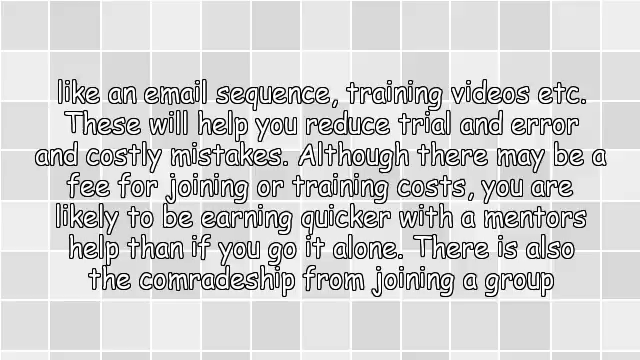 like an email sequence, training videos etc.
These will help you reduce trial and error
and costly mistakes. Although there may be a
fee for joining or training costs, you are
likely to be earning quicker with a mentors
help than if you go it alone. There is also
the comradeship from joining a group